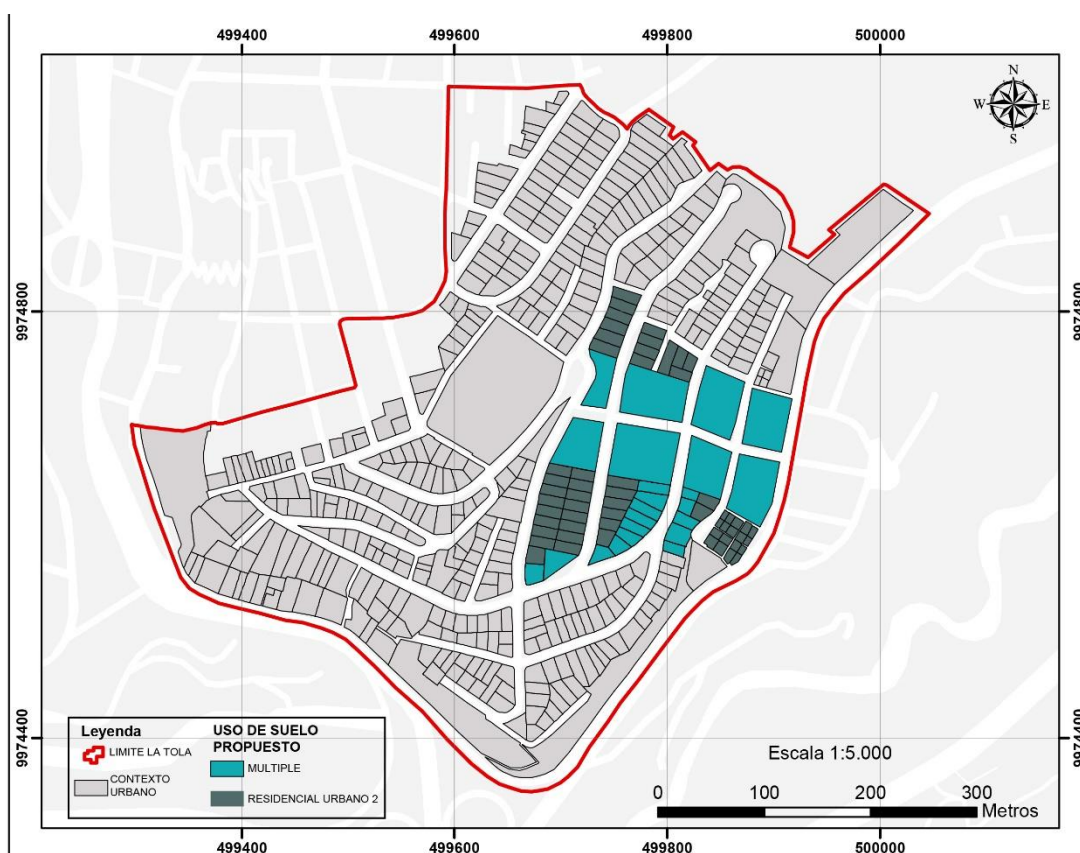 499400 499600 499800 500000
N
W E
S
9974800 9974800
9974400 9974400
Leyenda
LIMITE LA TOLA
CONTEXTO
URBANO
USO DE SUELO
PROPUESTO
MULTIPLE
RESIDENCIAL URBANO 2
Escala 1:5.000
0 100 200 300
Metros
499400 499600 499800 500000